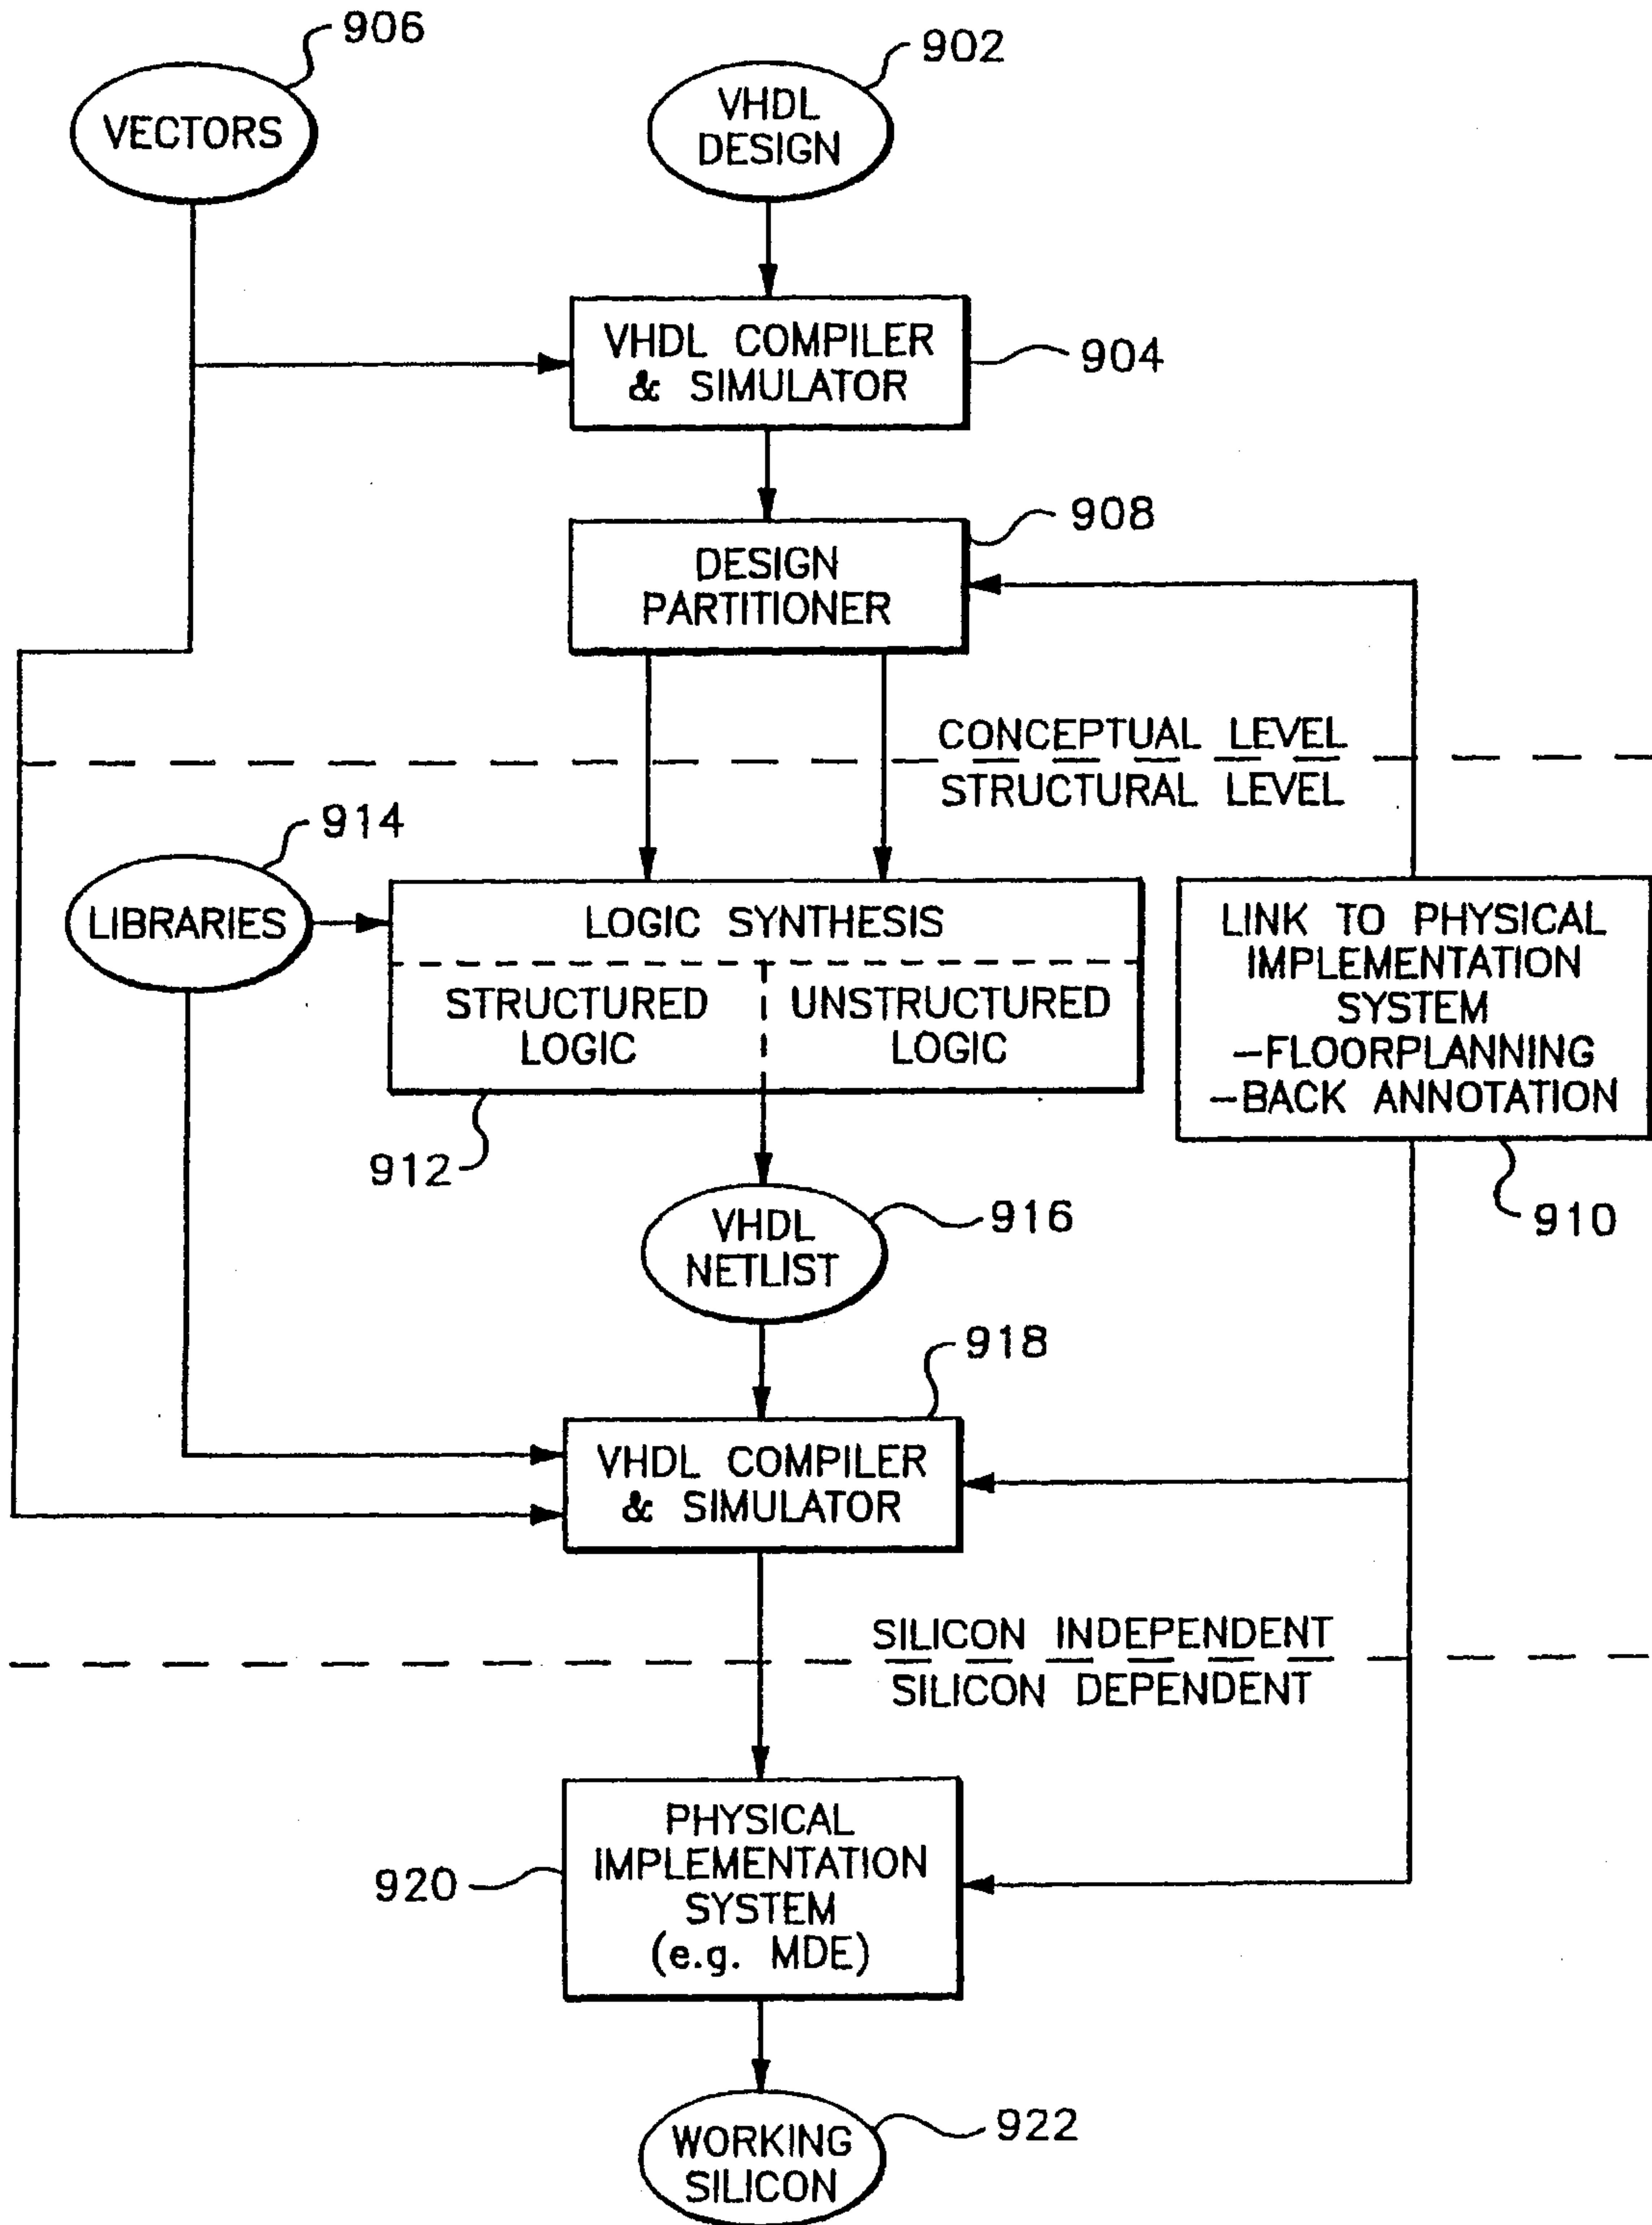 906
902
VECTORS
VHDL
DESIGN
VHDL COMPILER
& SIMULATOR
904
908
DESIGN
PARTITIONER
CONCEPTUAL LEVEL
STRUCTURAL LEVEL
914
LIBRARIES
LOGIC SYNTHESIS
STRUCTURED
LOGIC
UNSTRUCTURED
LOGIC
912
LINK TO PHYSICAL
IMPLEMENTATION
SYSTEM
-FLOORPLANNING
-BACK ANNOTATION
910
VHDL
NETLIST
916
918
VHDL COMPILER
& SIMULATOR
SILICON INDEPENDENT
SILICON DEPENDENT
PHYSICAL
IMPLEMENTATION
SYSTEM
(e.g. MDE)
920
WORKING
SILICON
922